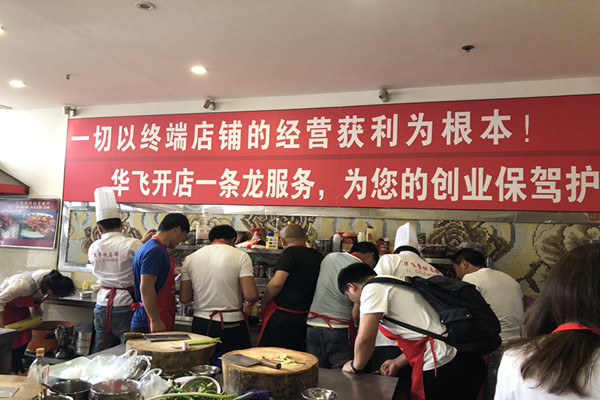 一切以终端店铺的经营获利为根本!
华飞开店一条龙服务,为您的创业保驾护